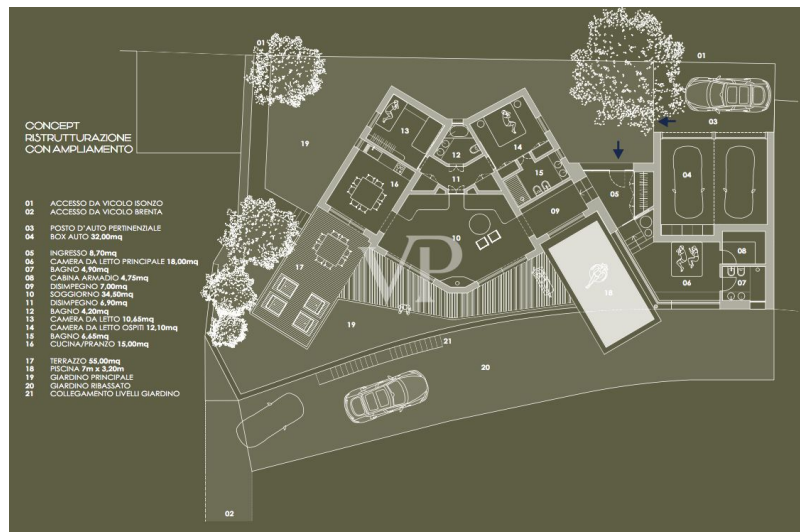 CONCEPT
RISTRUTTURAZIONE
CON AMPLIAMENTO
01 ACCESSO DA VICOLO ISONZO
02 ACCESSO DA VICOLO BRENTA
03 POSTO D'AUTO PERTINENZIALE
04 BOX AUTO 32,00mq
05 INGRESSO 8,70mq
06 CAMERA DA LETTO PRINCIPALE 18,00mq
07 BAGNO 4,90mq
08 CABINA ARMADIO 4,75mq
09 DISIMPEGNO 7,00mq
10 SOGGIORNO 34,50mq
11 DISIMPEGNO 6,90mq
12 BAGNO 4,20mq
13 CAMERA DA LETTO 10,65mq
14 CAMERA DA LETTO OSPITI 12,10mq
15 BAGNO 6,65mq
16 CUCINA/PRANZO 15,00mq
17 TERRAZZO 55,00mq
18 PISCINA 7m x 3,20m
19 GIARDINO PRINCIPALE
20 GIARDINO RIBASSATO
21 COLLEGAMENTO LIVELLI GIARDINO
01
01
03
13
12
14
19
04
11
15
16
05
09
10
17
08
VP
06
07
18
19
21
20
02